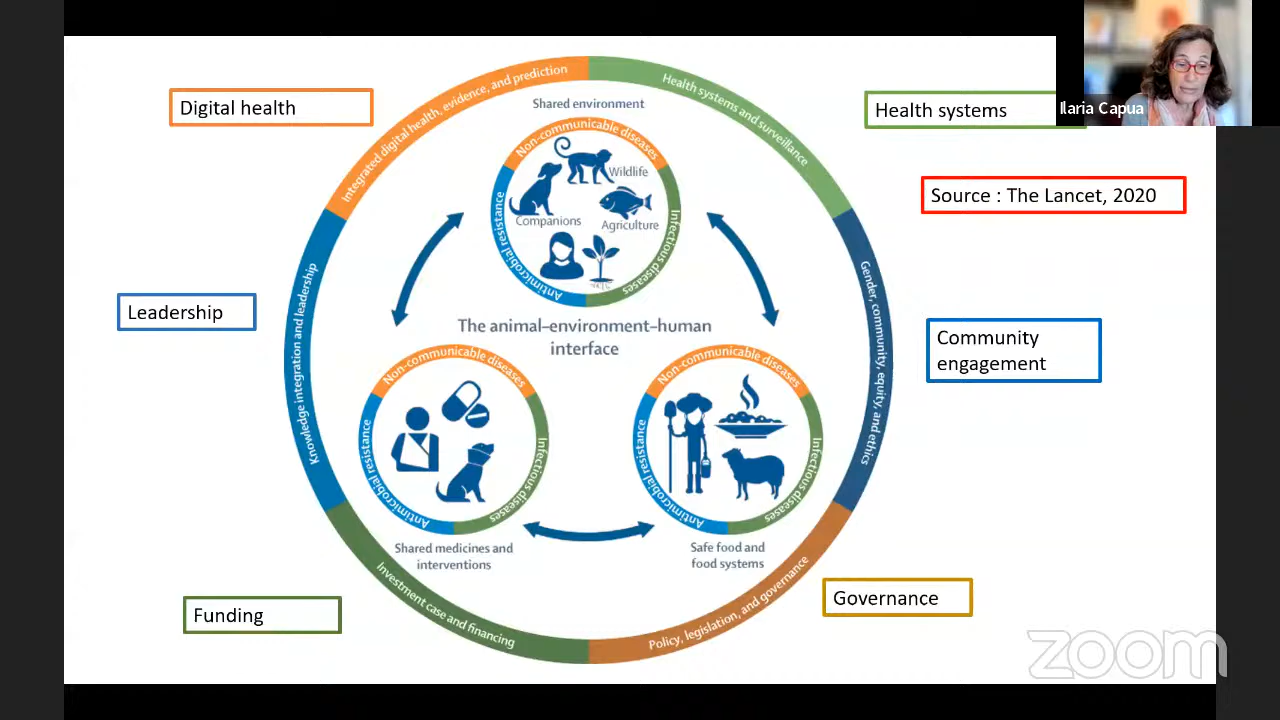 Digital health
Health systems
Ilaria Capua
Source : The Lancet, 2020
Leadership
Community
engagement
Funding
Governance
Integrated digital health, evidence, and prediction
Health systems and surveillance
Gender, community, equity, and ethics
Policy, legislation, and governance
Investment case and financing
Knowledge integration and leadership
Shared environment
Non-communicable diseases
Infectious diseases
Antimicrobial resistance
Wildlife
Companions
Agriculture
The animal–environment–human
interface
Non-communicable diseases
Infectious diseases
Antimicrobial resistance
Shared medicines and
interventions
Non-communicable diseases
Infectious diseases
Antimicrobial resistance
Safe food and
food systems
zoom